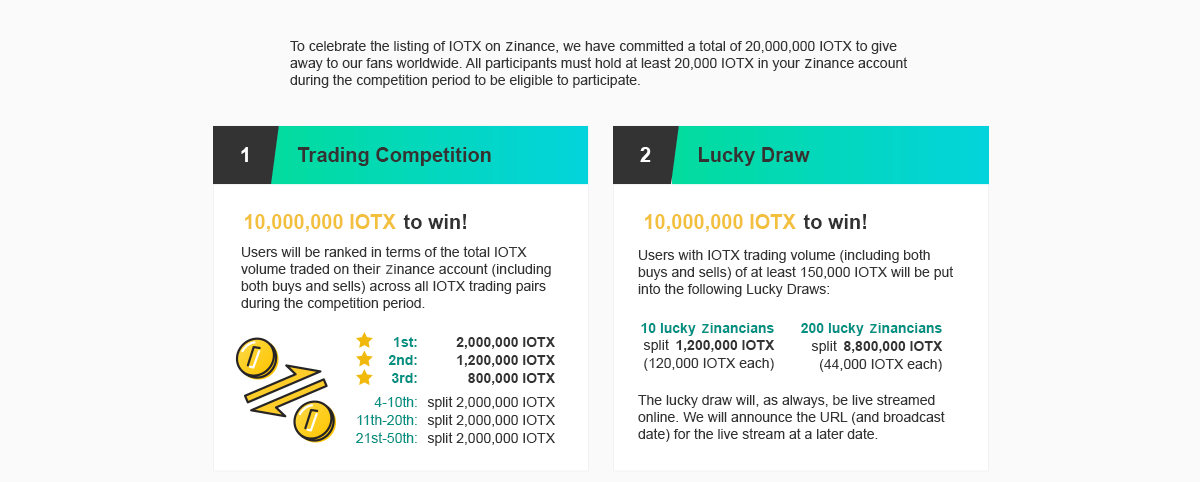 To celebrate the listing of IOTX on Zinance, we have committed a total of 20,000,000 IOTX to give
away to our fans worldwide. All participants must hold at least 20,000 IOTX in your Zinance account
during the competition period to be eligible to participate.
1 Trading Competition
10,000,000 IOTX to win!
Users will be ranked in terms of the total IOTX
volume traded on their Zinance account (including
both buys and sells) across all IOTX trading pairs
during the competition period.
1st: 2,000,000 IOTX
2nd: 1,200,000 IOTX
3rd: 800,000 IOTX
4-10th: split 2,000,000 IOTX
11th-20th: split 2,000,000 IOTX
21st-50th: split 2,000,000 IOTX
2 Lucky Draw
10,000,000 IOTX to win!
Users with IOTX trading volume (including both
buys and sells) of at least 150,000 IOTX will be put
into the following Lucky Draws:
10 lucky Zinancians
split 1,200,000 IOTX
(120,000 IOTX each)
200 lucky Zinancians
split 8,800,000 IOTX
(44,000 IOTX each)
The lucky draw will, as always, be live streamed
online. We will announce the URL (and broadcast
date) for the live stream at a later date.